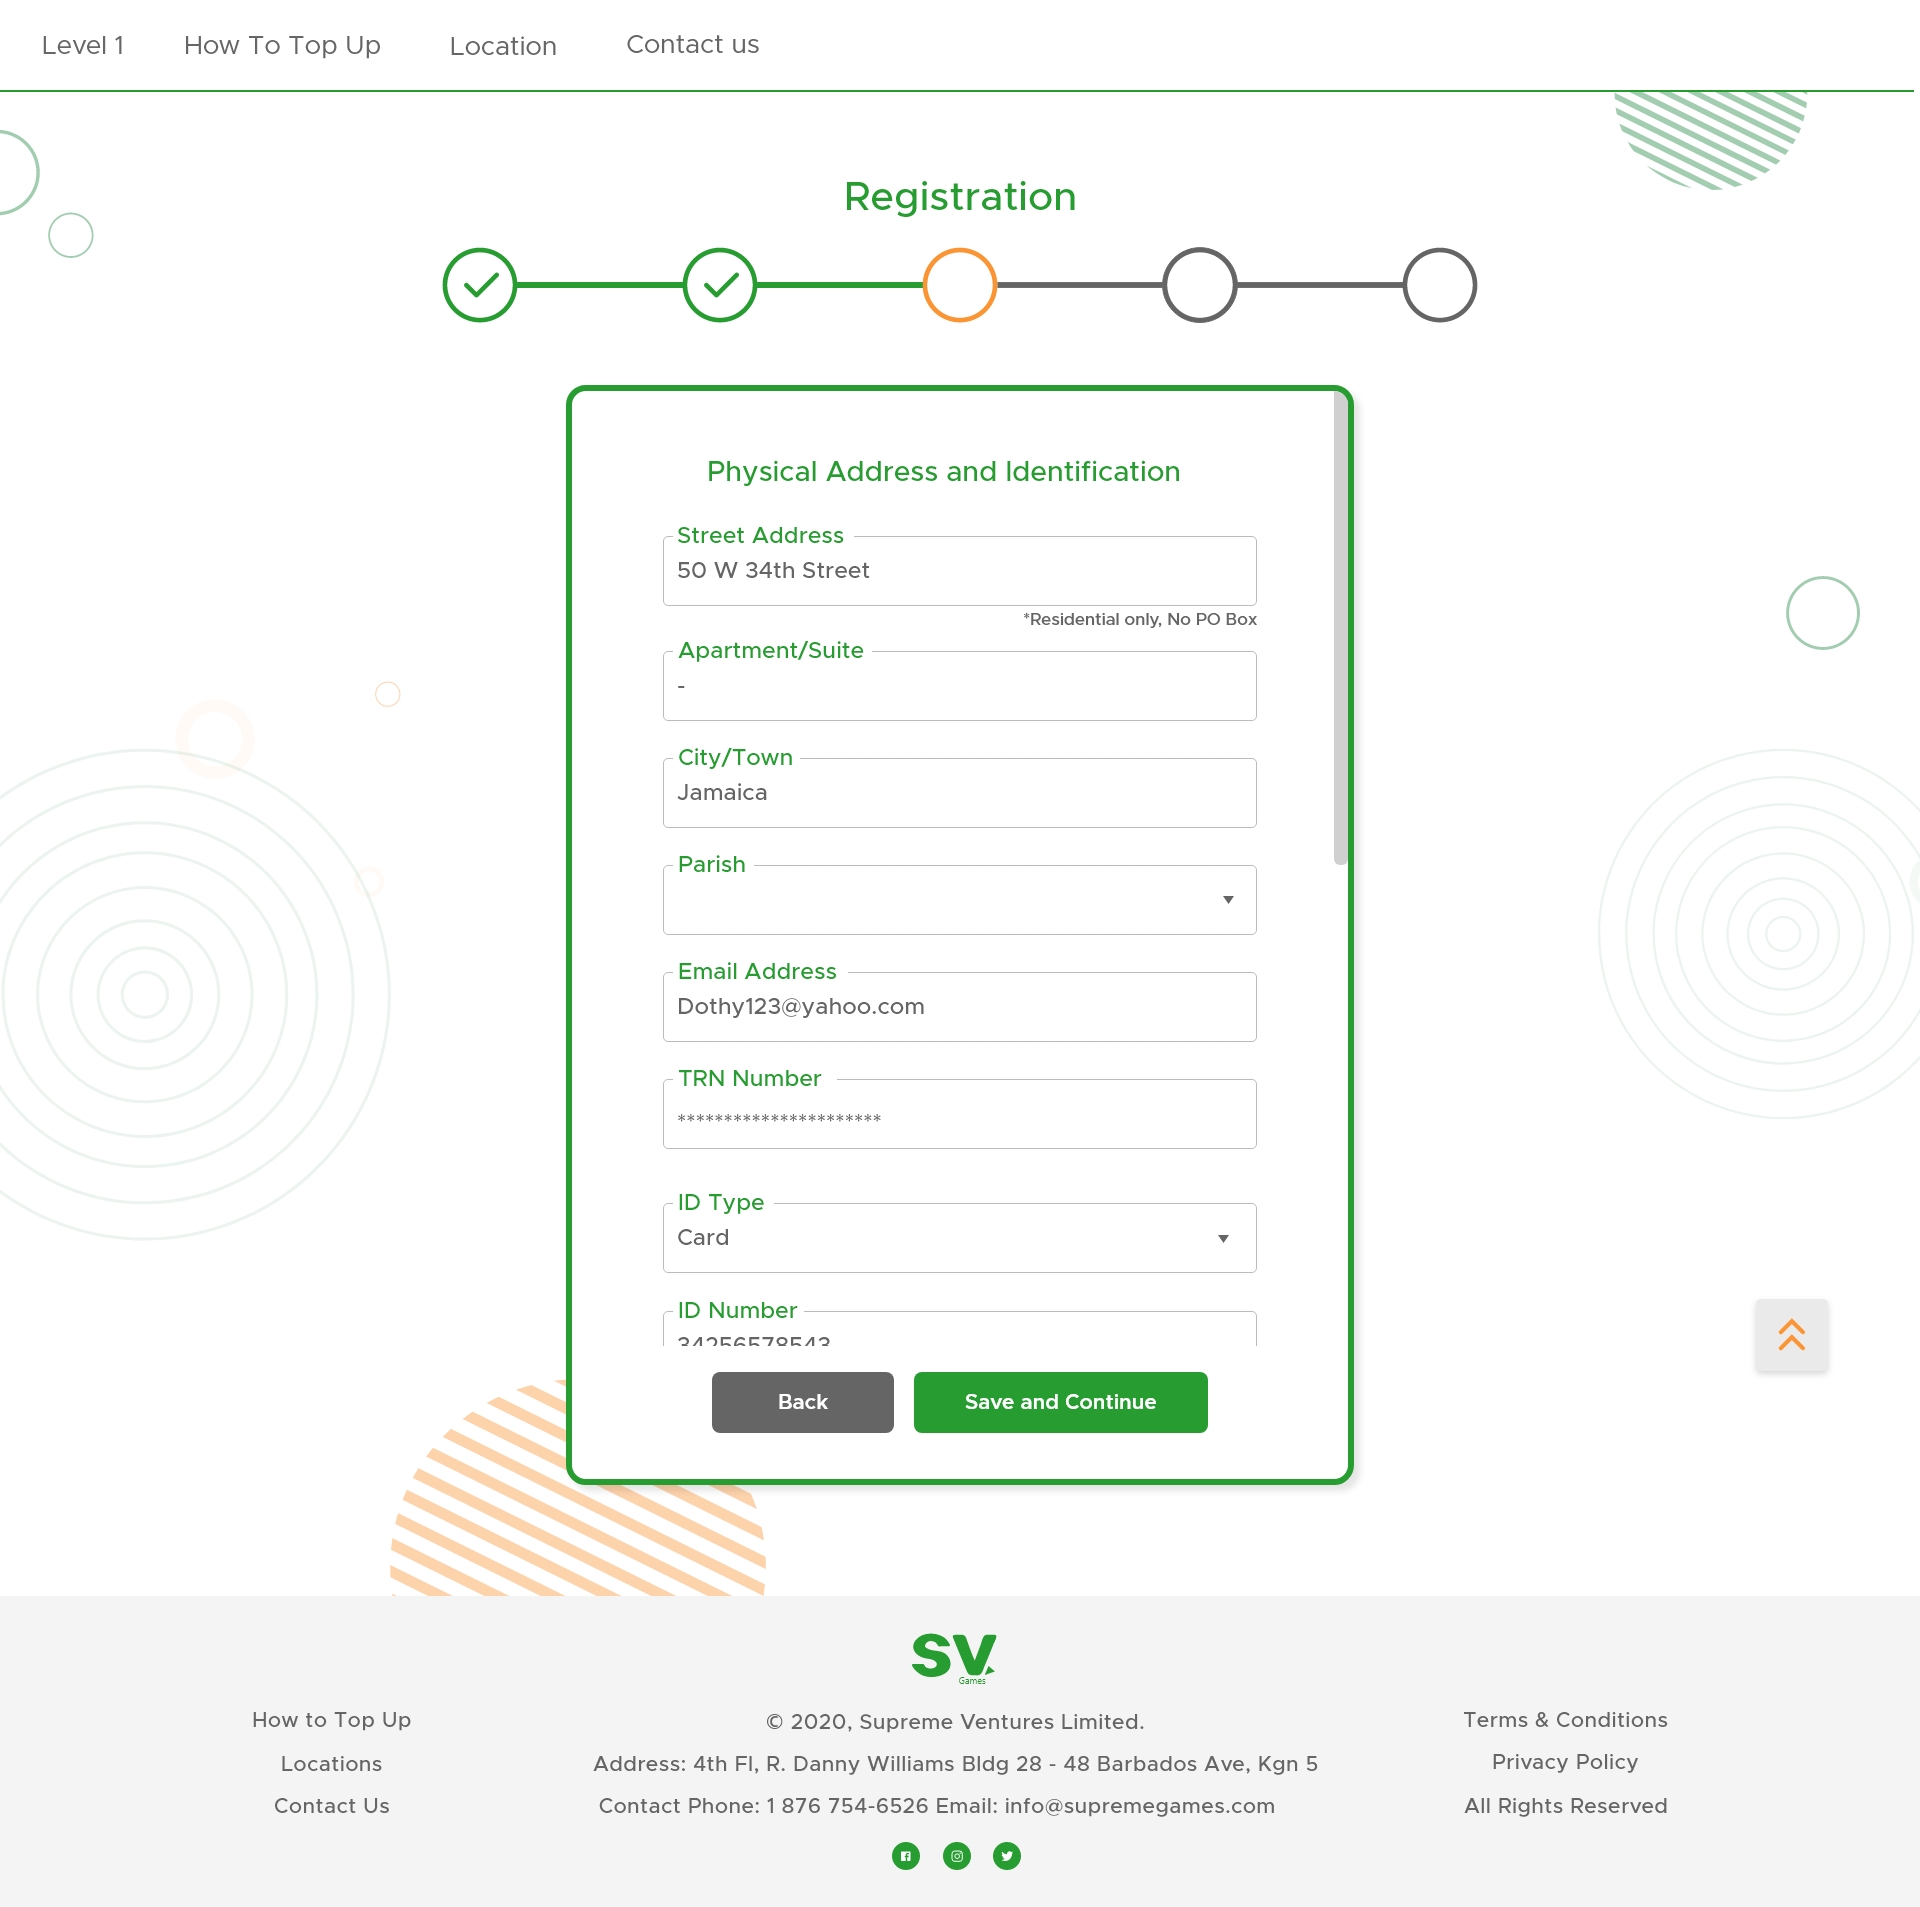 Level 1
How To Top Up
Location
Contact us
Registration
Physical Address and Identification
Street Address
50 W 34th Street
*Residential only, No PO Box
Apartment/Suite
-
City/Town
Jamaica
Parish
Email Address
Dothy123@yahoo.com
TRN Number
**********************
ID Type
Card
ID Number
34256578543
Back
Save and Continue
SV
Games
How to Top Up
Locations
Contact Us
© 2020, Supreme Ventures Limited.
Address: 4th Fl, R. Danny Williams Bldg 28 - 48 Barbados Ave, Kgn 5
Contact Phone: 1 876 754-6526 Email: info@supremegames.com
Terms & Conditions
Privacy Policy
All Rights Reserved